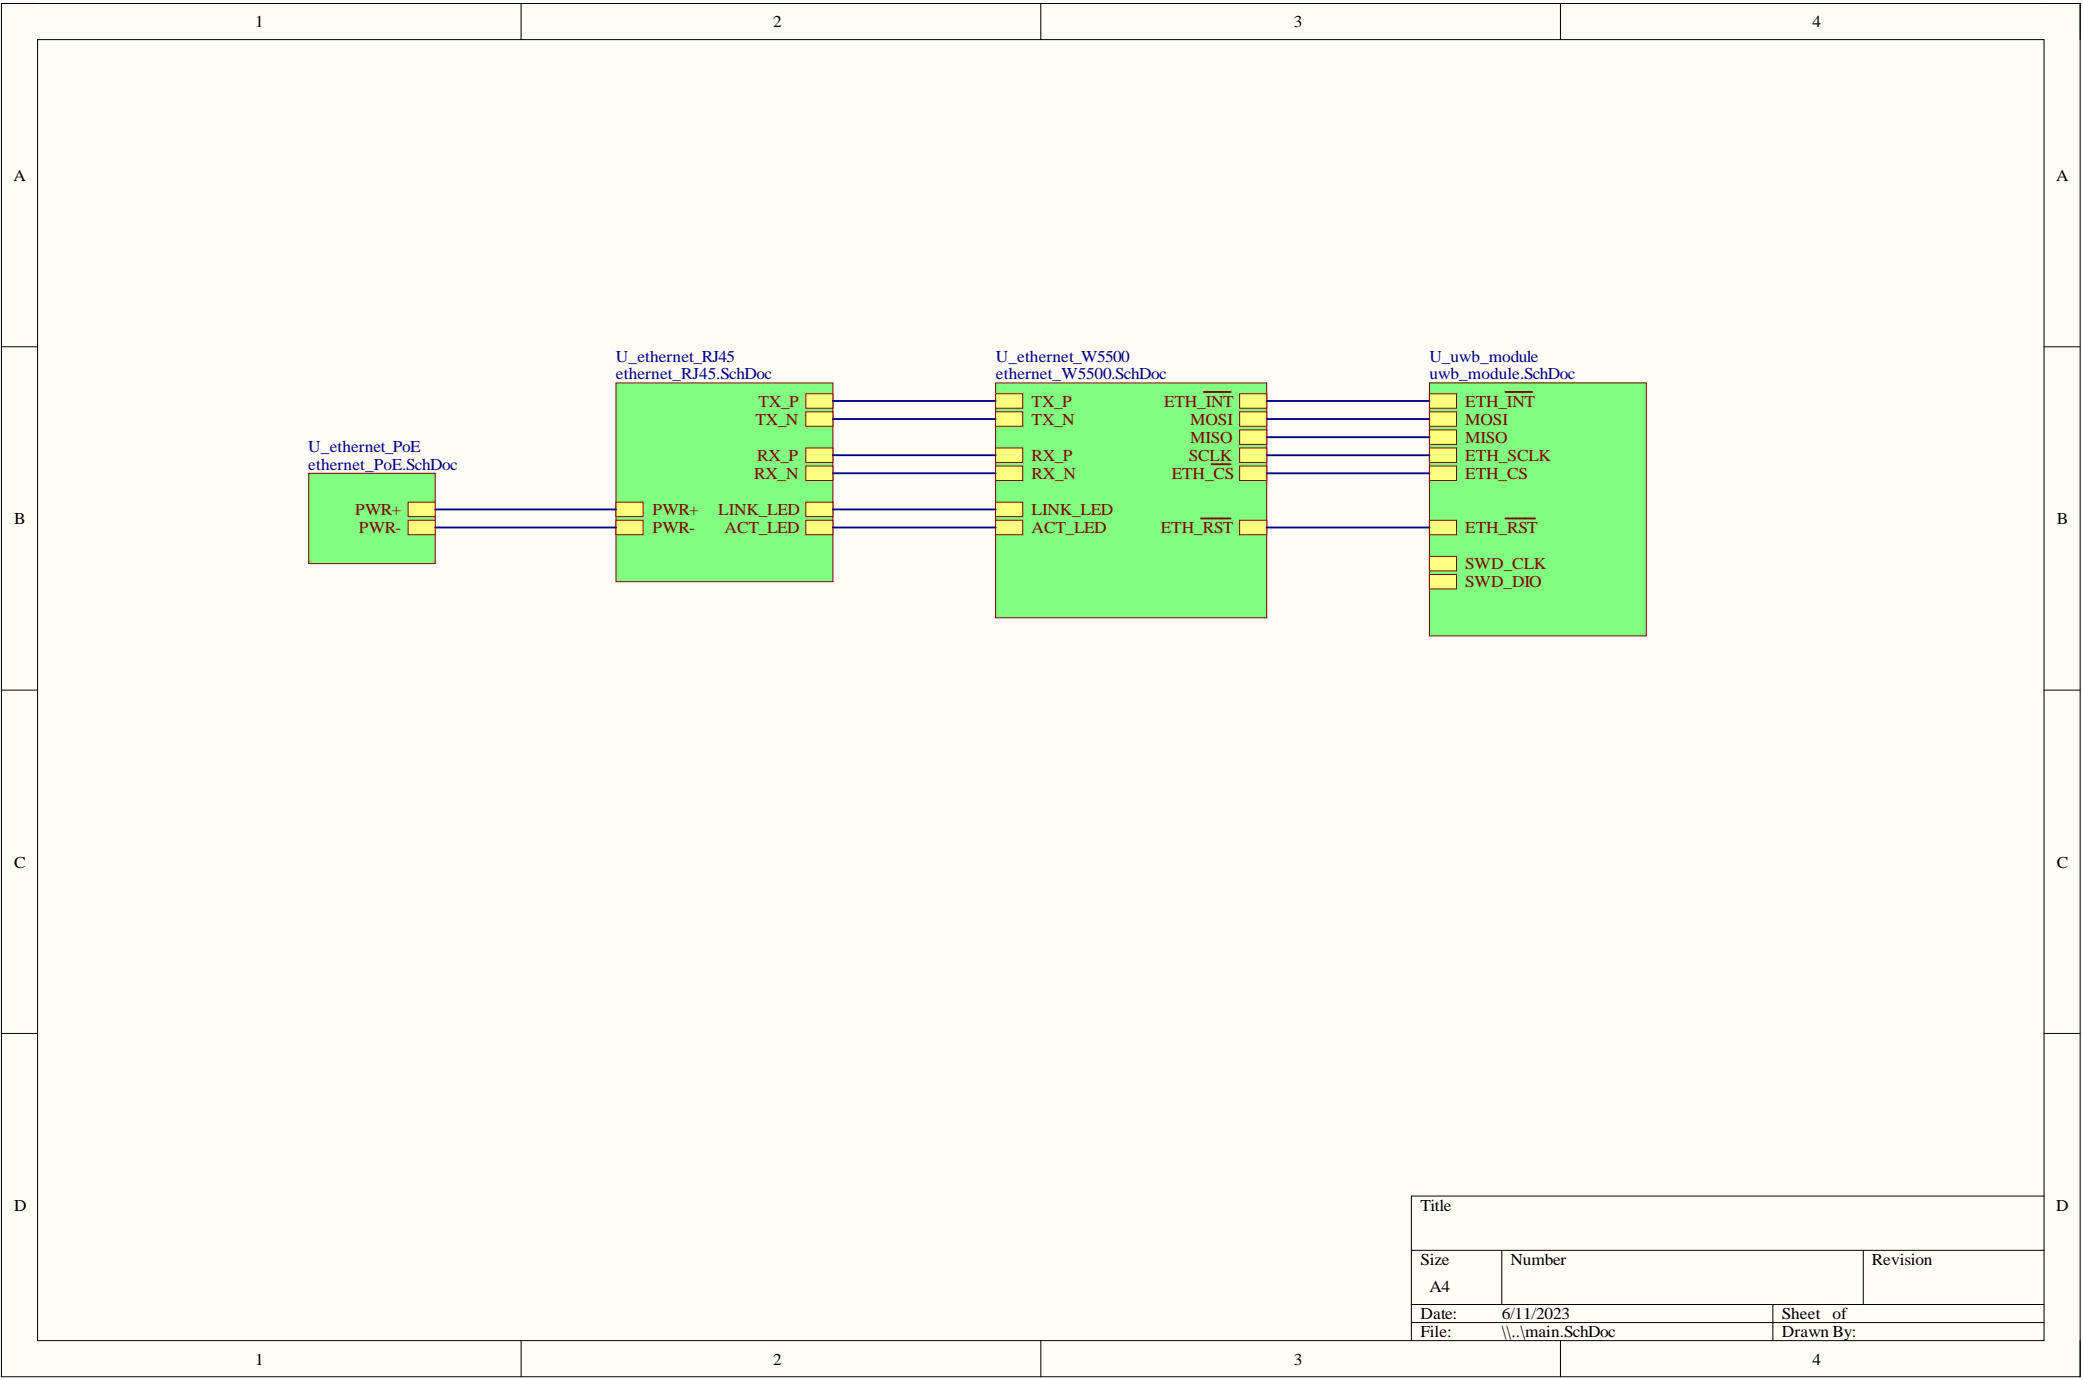 1 2 3 4
A A
U_ethernet_RJ45 U_ethernet_W5500 U_uwb_module
ethernet_RJ45.SchDoc ethernet_W5500.SchDoc uwb_module.SchDoc
TX_P TX_P ETH_INT ETH_INT
TX_N TX_N MOSI MOSI
MISO MISO
U_ethernet_PoE
RX_P RX_P SCLK ETH_SCLK
ethernet_PoE.SchDoc
RX_N RX_N ETH_CS ETH_CS
PWR+ PWR+ LINK_LED LINK_LED
B B
PWR- PWR- ACT_LED ACT_LED ETH_RST ETH_RST
SWD_CLK
SWD_DIO
C C
D D
Title
Size Number Revision
A4
Date: 6/11/2023 Sheet of
File: \\..\main.SchDoc Drawn By:
1 2 3 4